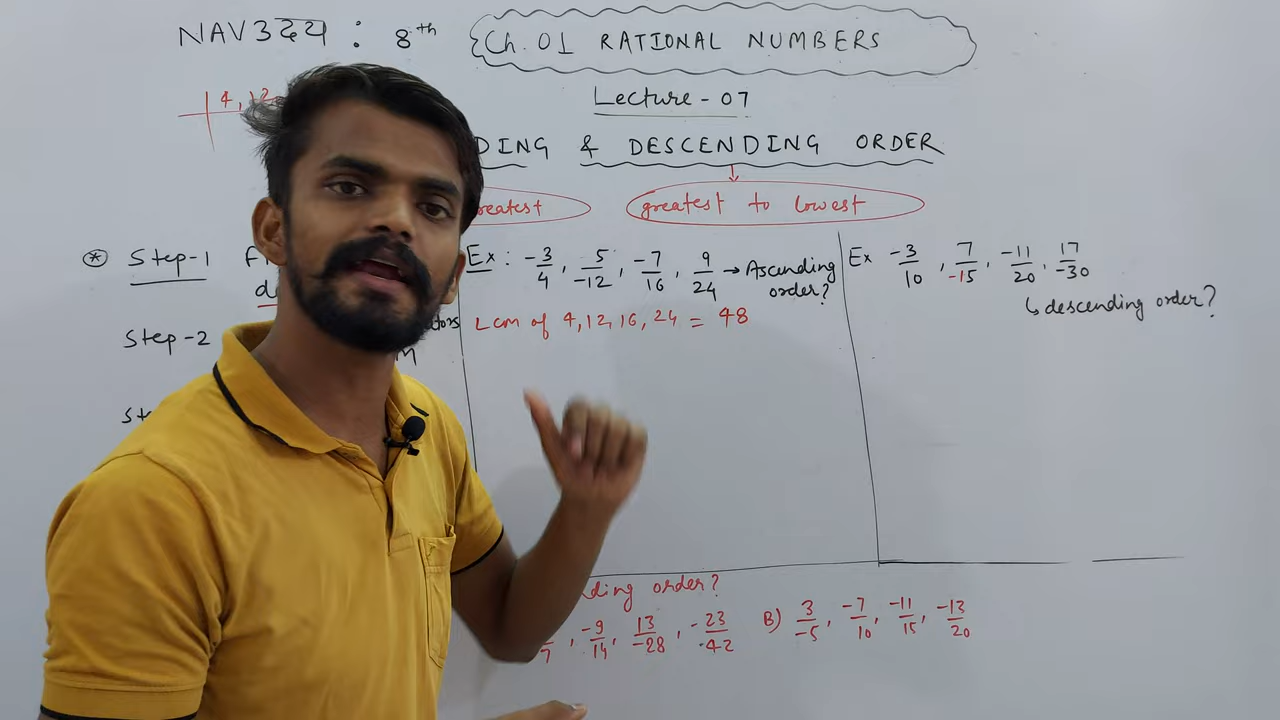 NAVउदय : 8th
Ch. 01 RATIONAL NUMBERS
4, 12
Lecture - 07
DING & DESCENDING ORDER
greatest to lowest
* Step-1
Ex : -3/4, 5/-12, -7/16, 9/24 → Ascending order?
Lcm of 4, 12, 16, 24 = 48
Step-2
Ex -3/10, 7/-15, -11/20, 17/-30
↳ descending order?
order?
-9/14, 13/-28, -23/42 B) 3/-5, -7/10, -11/15, -13/20